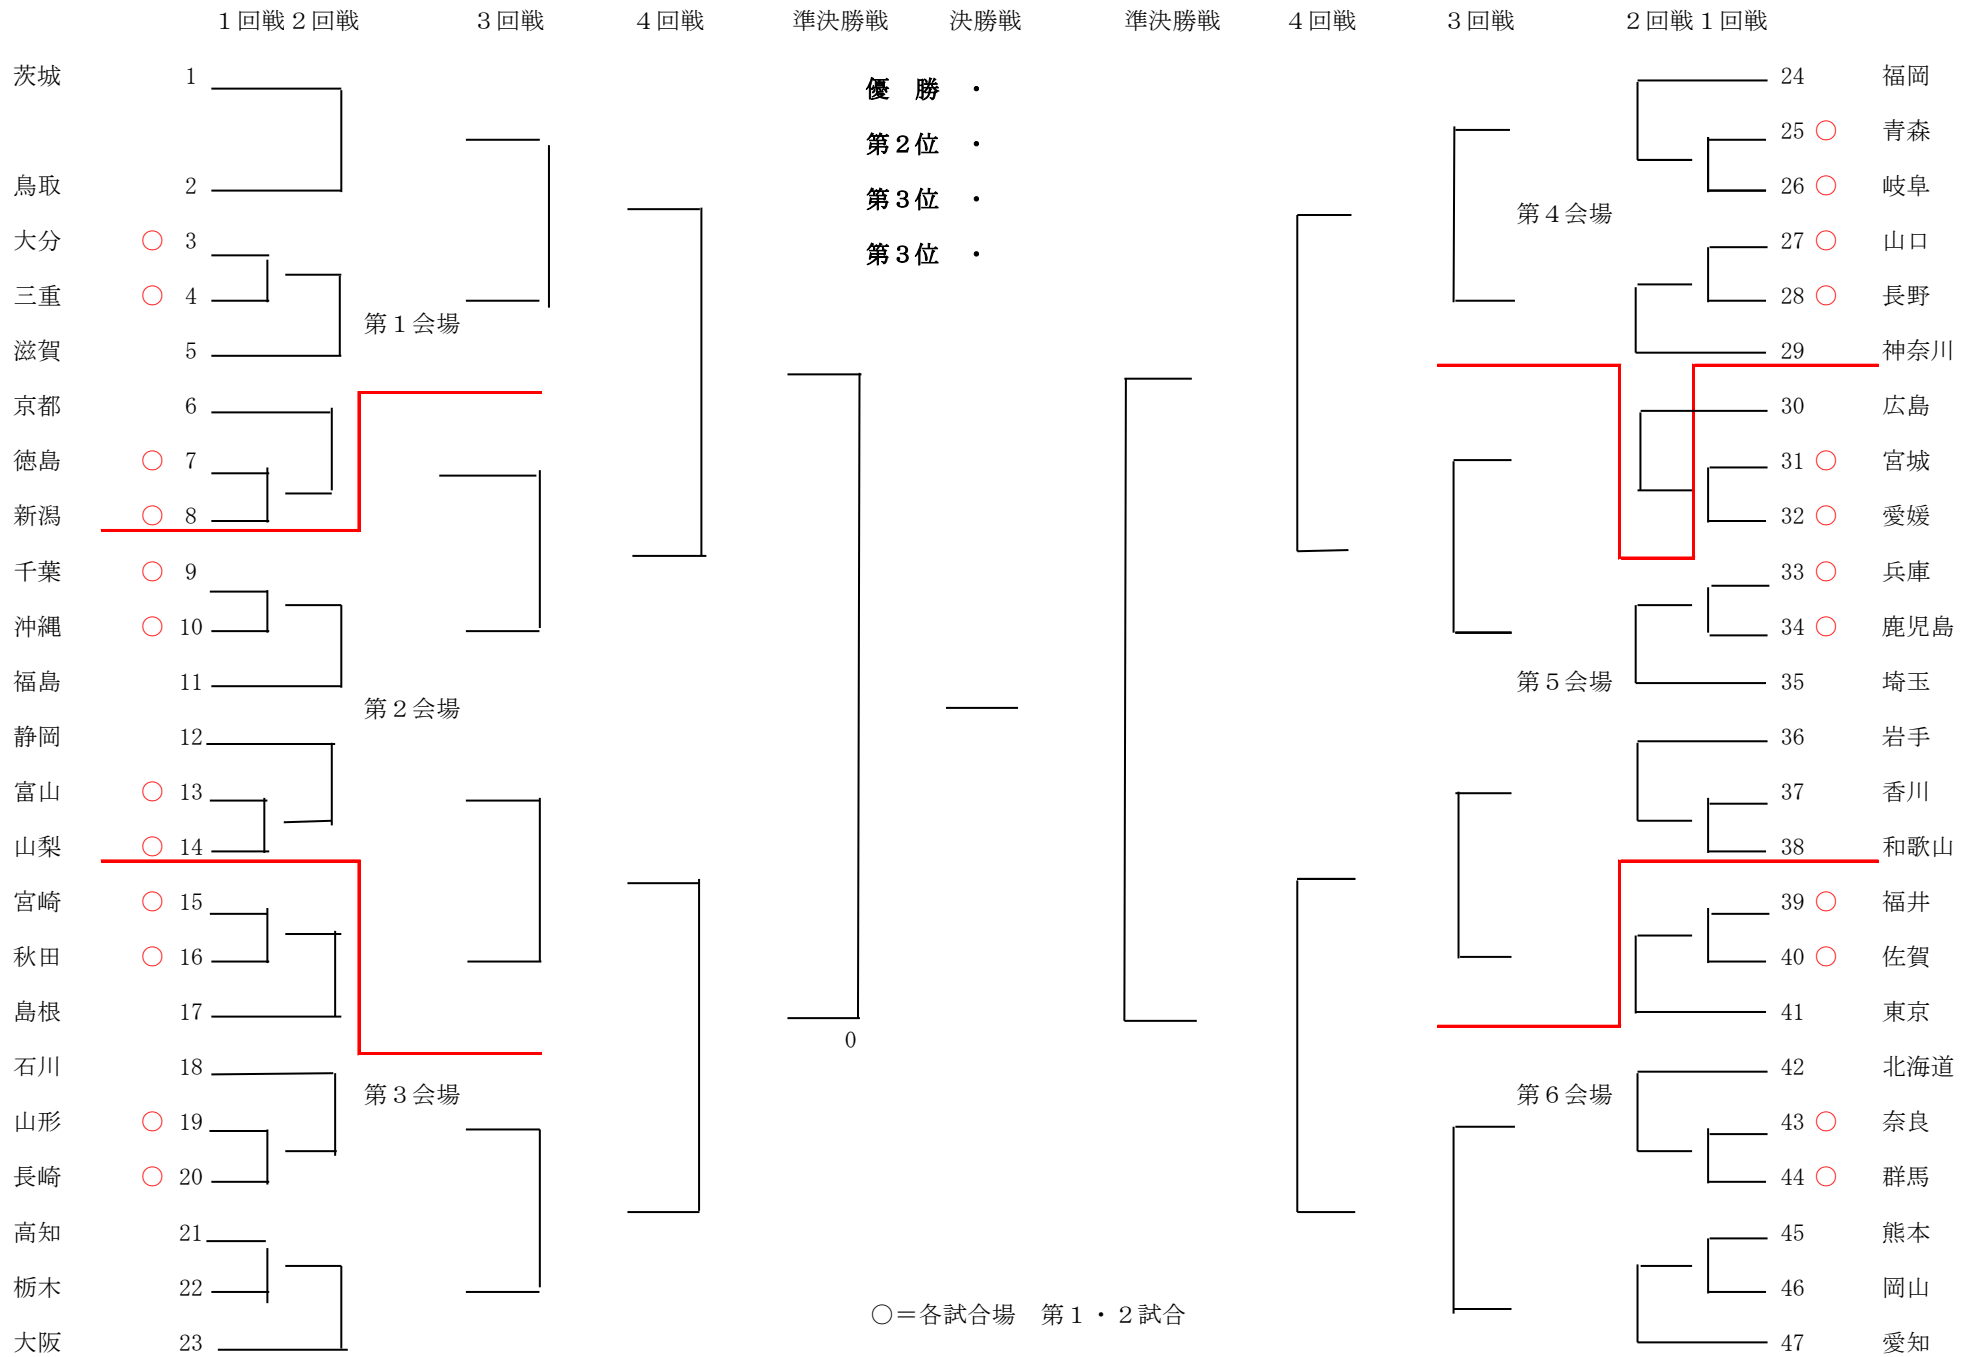 １回戦 ２回戦 ３回戦 ４回戦 準決勝戦 決勝戦 準決勝戦 ４回戦 ３回戦 ２回戦 １回戦
茨城 1 優 勝 ・ 24 福岡
25 ○ 青森
第２位 ・
鳥取 2 26 ○ 岐阜
第３位 ・ 第４会場
大分 ○ 3 27 ○ 山口
第３位 ・
三重 ○ 4 28 ○ 長野
第１会場
滋賀 5 29 神奈川
京都 6 30 広島
徳島 ○ 7 31 ○ 宮城
新潟 ○ 8 32 ○ 愛媛
千葉 ○ 9 33 ○ 兵庫
沖縄 ○ 10 34 ○ 鹿児島
福島 11 第５会場 35 埼玉
第２会場
静岡 12 36 岩手
富山 ○ 13 37 香川
山梨 ○ 14 38 和歌山
宮崎 ○ 15 39 ○ 福井
秋田 ○ 16 40 ○ 佐賀
島根 17 41 東京
0
石川 18 42 北海道
第３会場 第６会場
山形 ○ 19 43 ○ 奈良
長崎 ○ 20 44 ○ 群馬
高知 21 45 熊本
栃木 22 46 岡山
○＝各試合場 第１・２試合
大阪 23 47 愛知